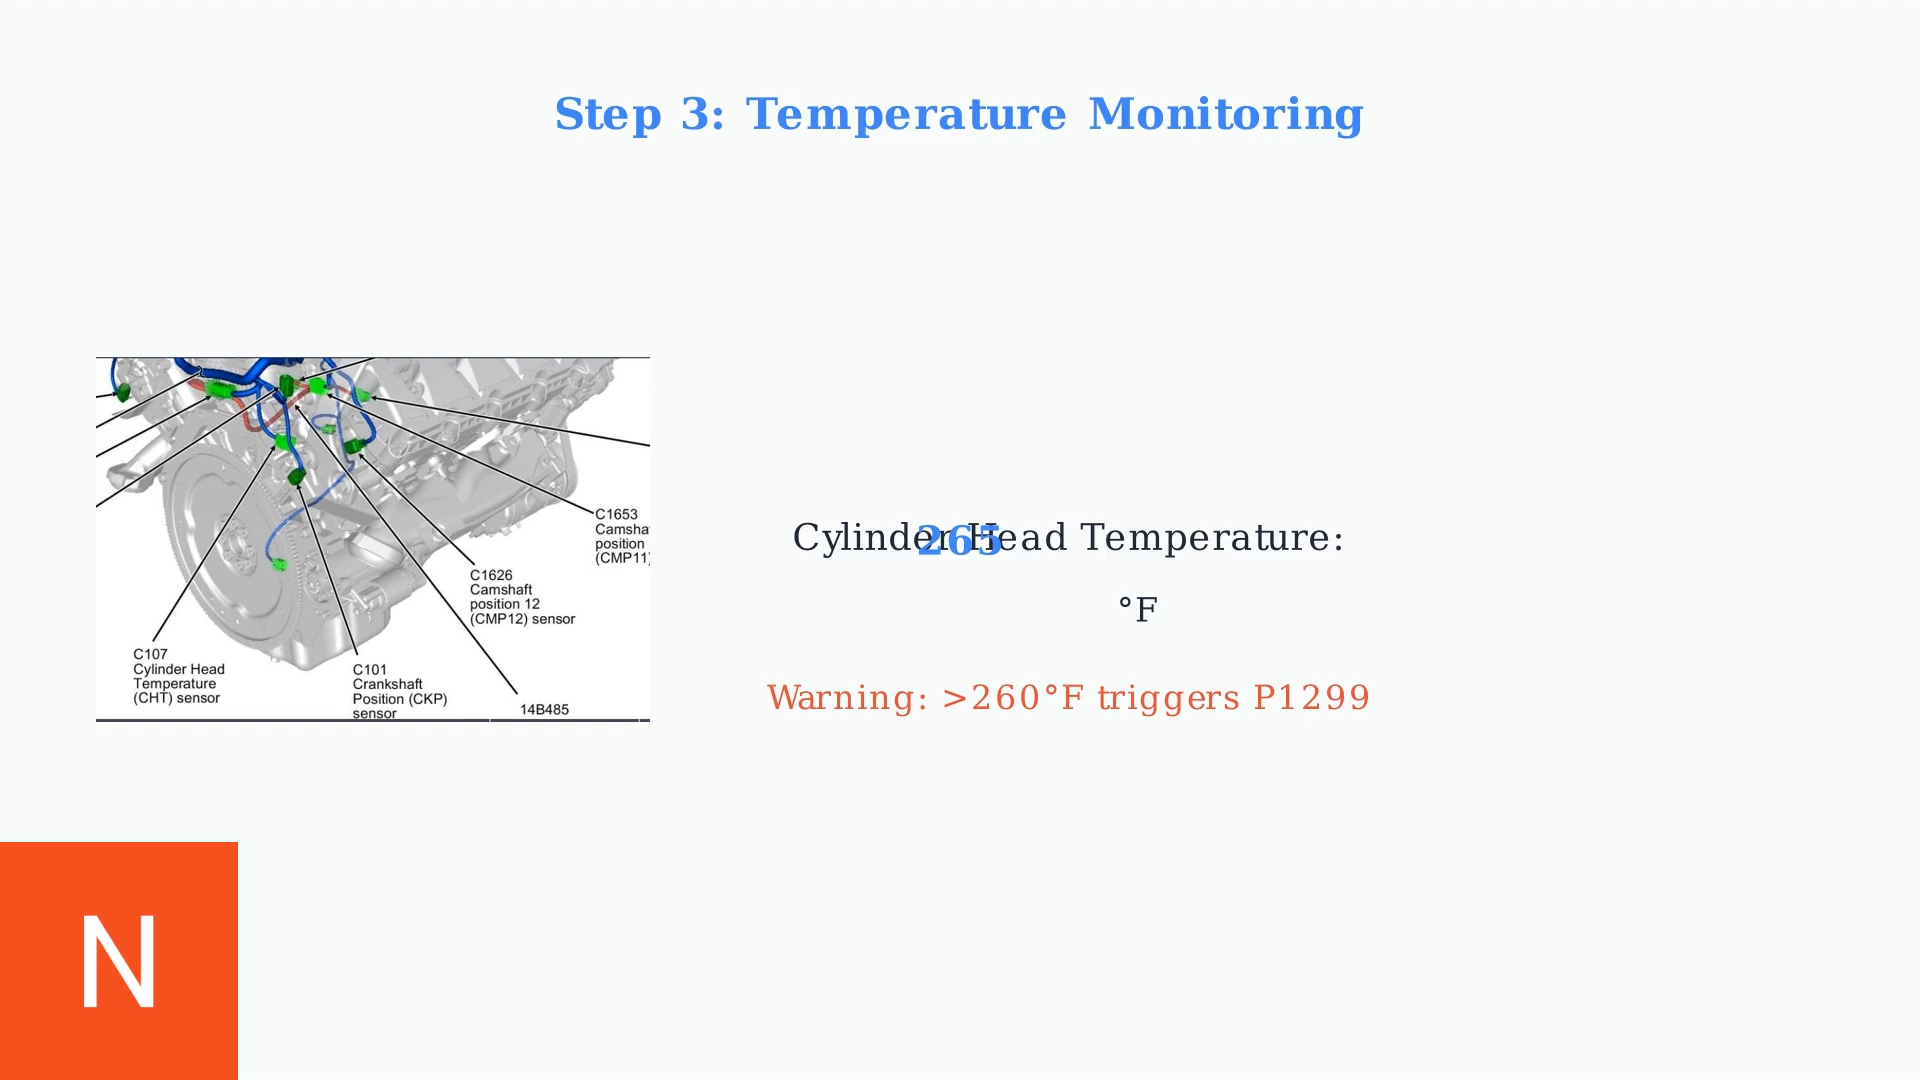 Step 3: Temperature Monitoring
C1653
Camsha
position
(CMP11)
C1626
Camshaft
position 12
(CMP12) sensor
C107
Cylinder Head
Temperature
(CHT) sensor
C101
Crankshaft
Position (CKP)
sensor
14B485
Cylinder Head Temperature:
265
°F
Warning: >260°F triggers P1299
N